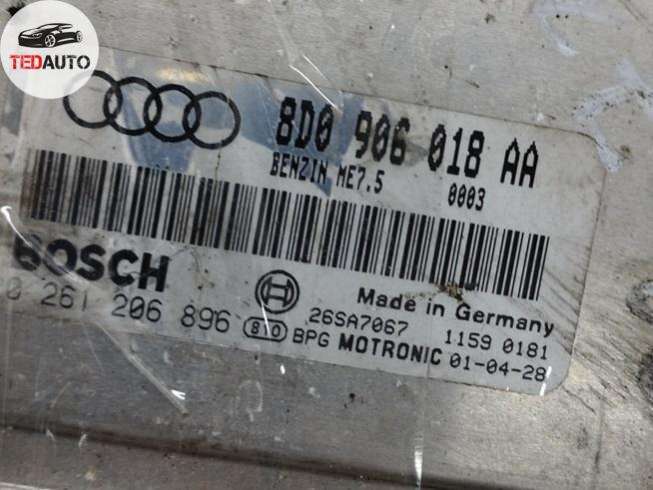 TEDAUTO
8D0 906 018 AA
BENZIN ME7.5 0003
BOSCH
Made in Germany
0 261 206 896 26SA7067 1159 0181
810 BPG MOTRONIC 01-04-28